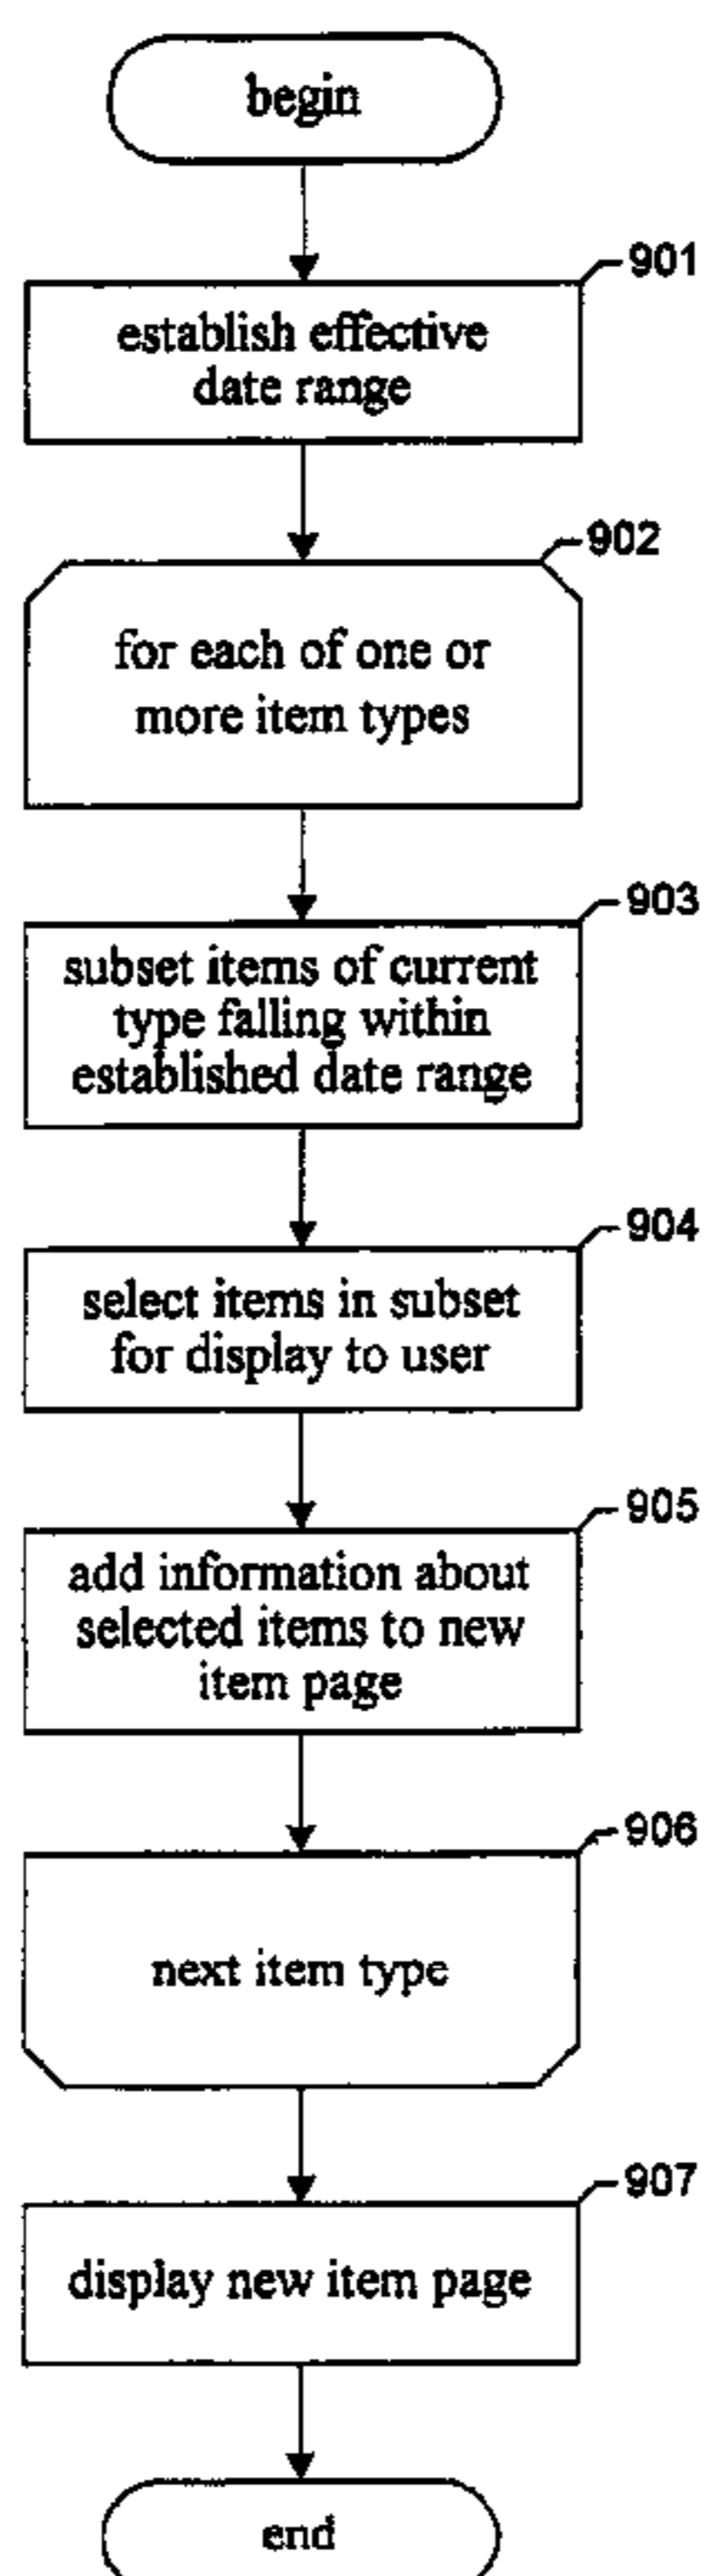 begin
901
establish effective
date range
902
for each of one or
more item types
903
subset items of current
type falling within
established date range
904
select items in subset
for display to user
905
add information about
selected items to new
item page
906
next item type
907
display new item page
end